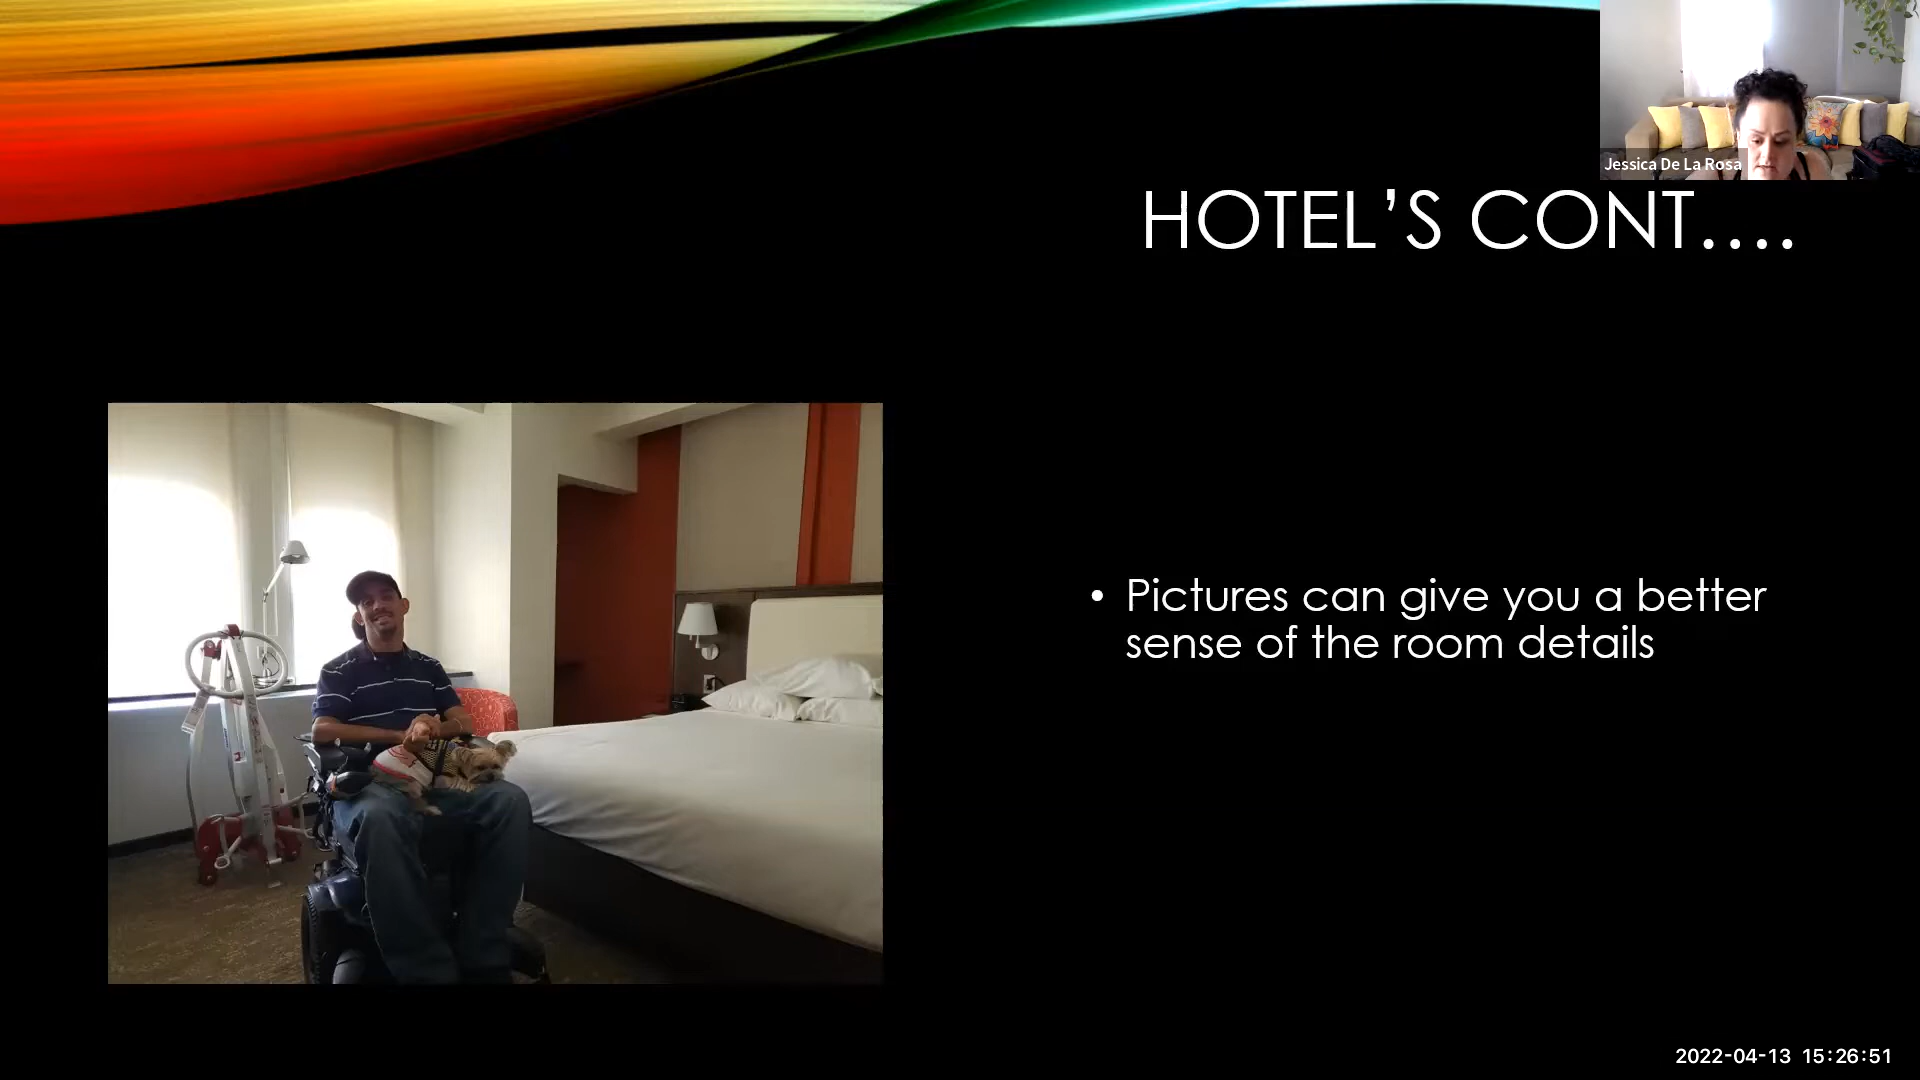 Jessica De La Rosa
HOTEL’S CONT....
• Pictures can give you a better
sense of the room details
2022-04-13 15:26:51